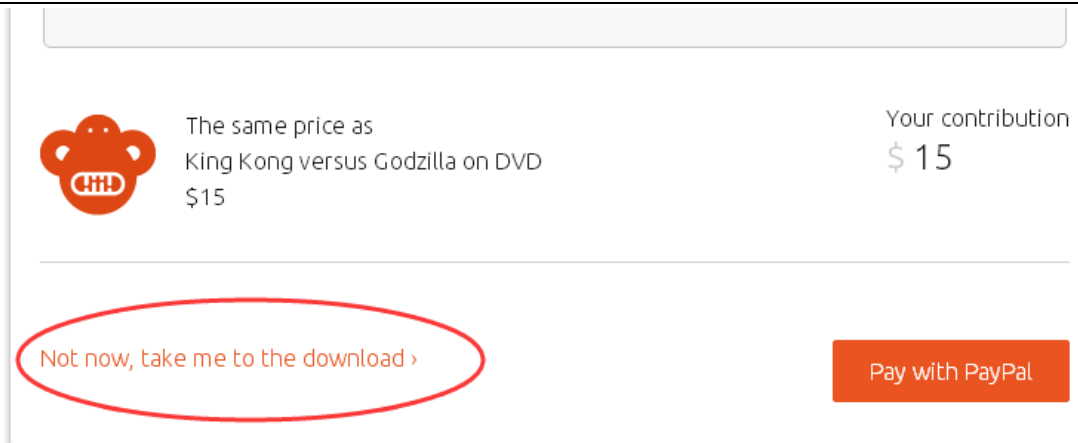 The same price as
King Kong versus Godzilla on DVD
$15
Your contribution
$ 15
Not now, take me to the download ›
Pay with PayPal